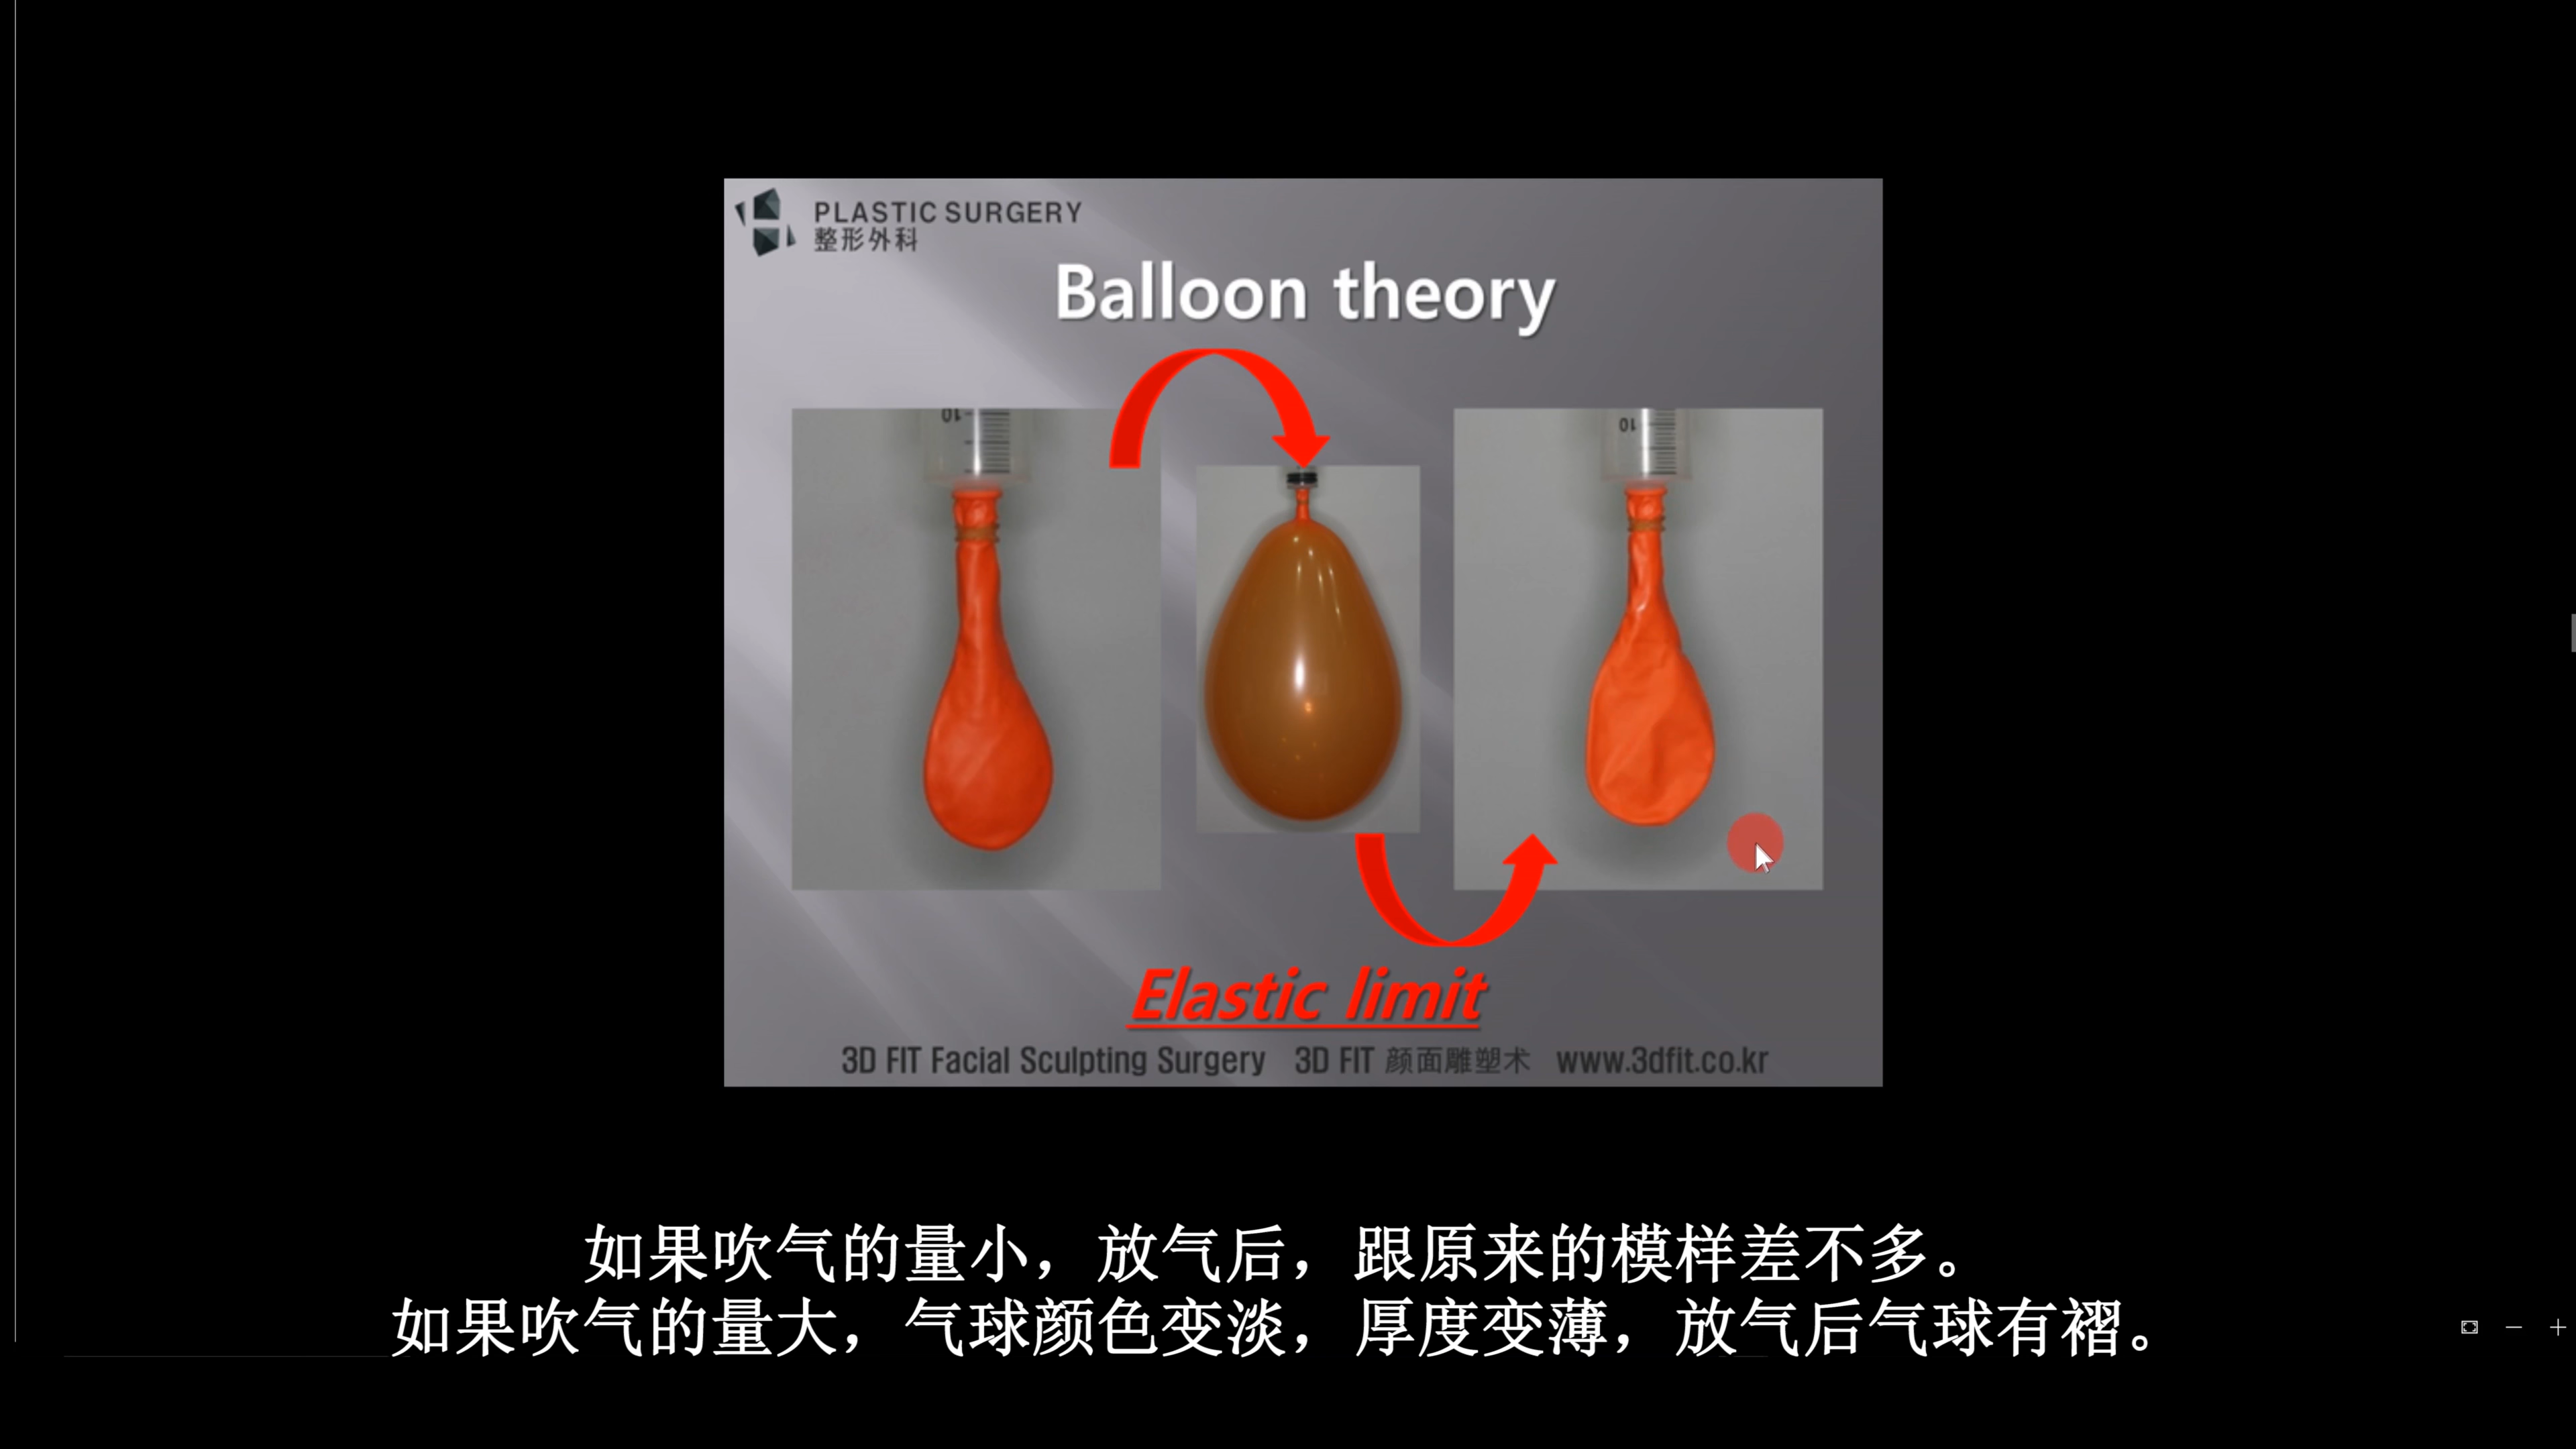 PLASTIC SURGERY
整形外科
Balloon theory
10
10
Elastic limit
3D FIT Facial Sculpting Surgery 3D FIT 颜面雕塑术 www.3dfit.co.kr
如果吹气的量小，放气后，跟原来的模样差不多。
如果吹气的量大，气球颜色变淡，厚度变薄，放气后气球有褶。